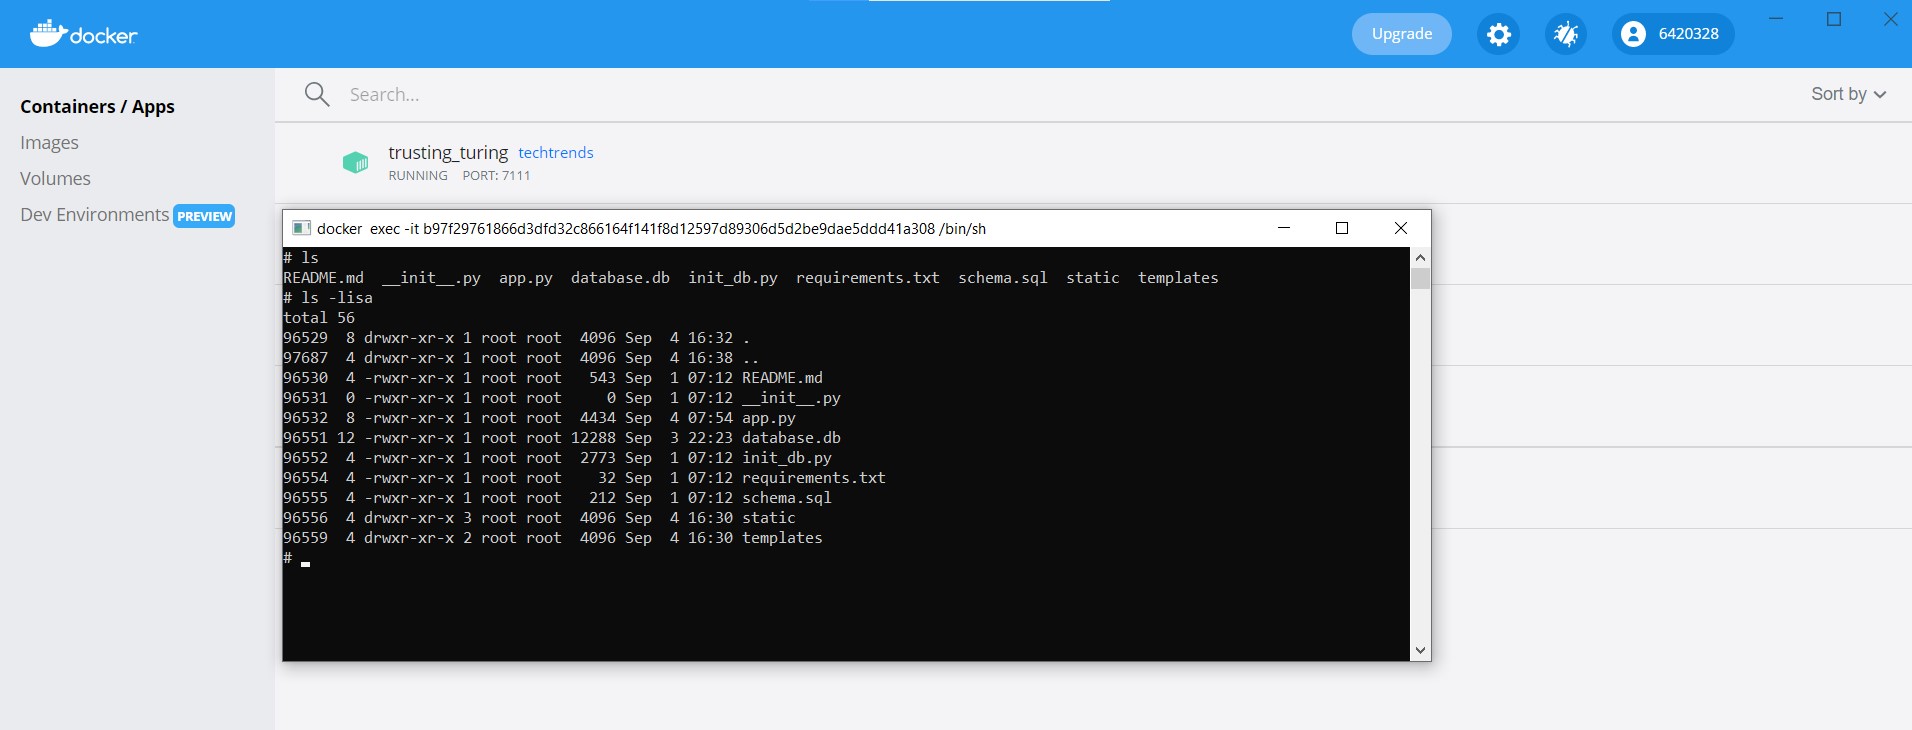 docker
Upgrade
6420328
Containers / Apps
Images
Volumes
Dev Environments PREVIEW
Search...
Sort by
trusting_turing techtrends
RUNNING PORT: 7111
docker exec -it b97f29761866d3dfd32c866164f141f8d12597d89306d5d2be9dae5ddd41a308 /bin/sh
# ls
README.md  __init__.py  app.py  database.db  init_db.py  requirements.txt  schema.sql  static  templates
# ls -lisa
total 56
96529  8 drwxr-xr-x 1 root root  4096 Sep  4 16:32 .
97687  4 drwxr-xr-x 1 root root  4096 Sep  4 16:38 ..
96530  4 -rwxr-xr-x 1 root root   543 Sep  1 07:12 README.md
96531  0 -rwxr-xr-x 1 root root     0 Sep  1 07:12 __init__.py
96532  8 -rwxr-xr-x 1 root root  4434 Sep  4 07:54 app.py
96551 12 -rwxr-xr-x 1 root root 12288 Sep  3 22:23 database.db
96552  4 -rwxr-xr-x 1 root root  2773 Sep  1 07:12 init_db.py
96554  4 -rwxr-xr-x 1 root root    32 Sep  1 07:12 requirements.txt
96555  4 -rwxr-xr-x 1 root root   212 Sep  1 07:12 schema.sql
96556  4 drwxr-xr-x 3 root root  4096 Sep  4 16:30 static
96559  4 drwxr-xr-x 2 root root  4096 Sep  4 16:30 templates
#